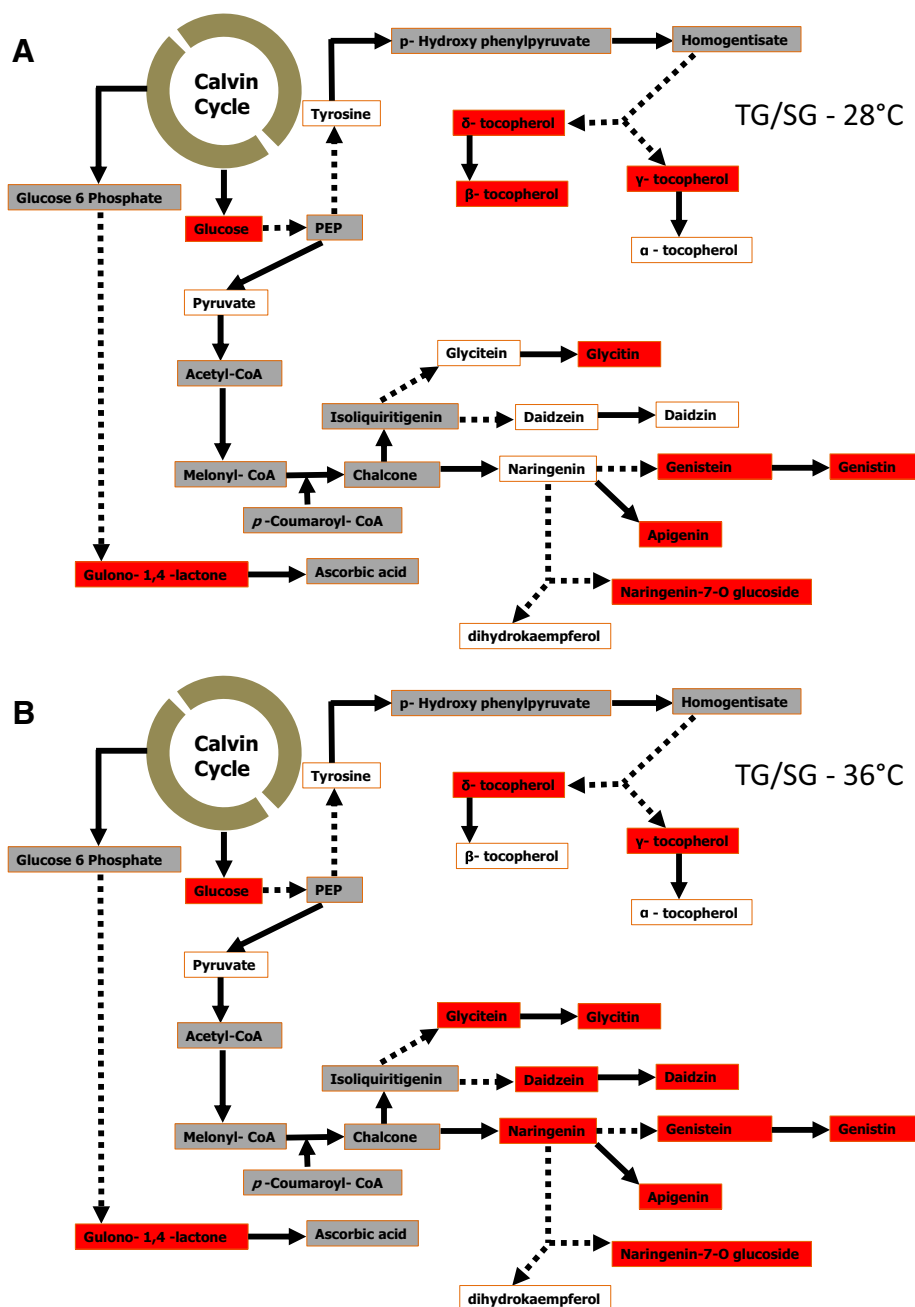 A
Calvin
Cycle
p- Hydroxy phenylpyruvate
Homogentisate
Tyrosine
δ- tocopherol
TG/SG - 28°C
Glucose 6 Phosphate
β- tocopherol
γ- tocopherol
Glucose
PEP
α - tocopherol
Pyruvate
Glycitein
Glycitin
Acetyl-CoA
Isoliquiritigenin
Daidzein
Daidzin
Melonyl- CoA
Chalcone
Naringenin
Genistein
Genistin
p-Coumaroyl- CoA
Apigenin
Gulono- 1,4 -lactone
Ascorbic acid
Naringenin-7-O glucoside
dihydrokaempferol
B
Calvin
Cycle
p- Hydroxy phenylpyruvate
Homogentisate
Tyrosine
δ- tocopherol
TG/SG - 36°C
Glucose 6 Phosphate
β- tocopherol
γ- tocopherol
Glucose
PEP
α - tocopherol
Pyruvate
Glycitein
Glycitin
Acetyl-CoA
Isoliquiritigenin
Daidzein
Daidzin
Melonyl- CoA
Chalcone
Naringenin
Genistein
Genistin
p-Coumaroyl- CoA
Apigenin
Gulono- 1,4 -lactone
Ascorbic acid
Naringenin-7-O glucoside
dihydrokaempferol